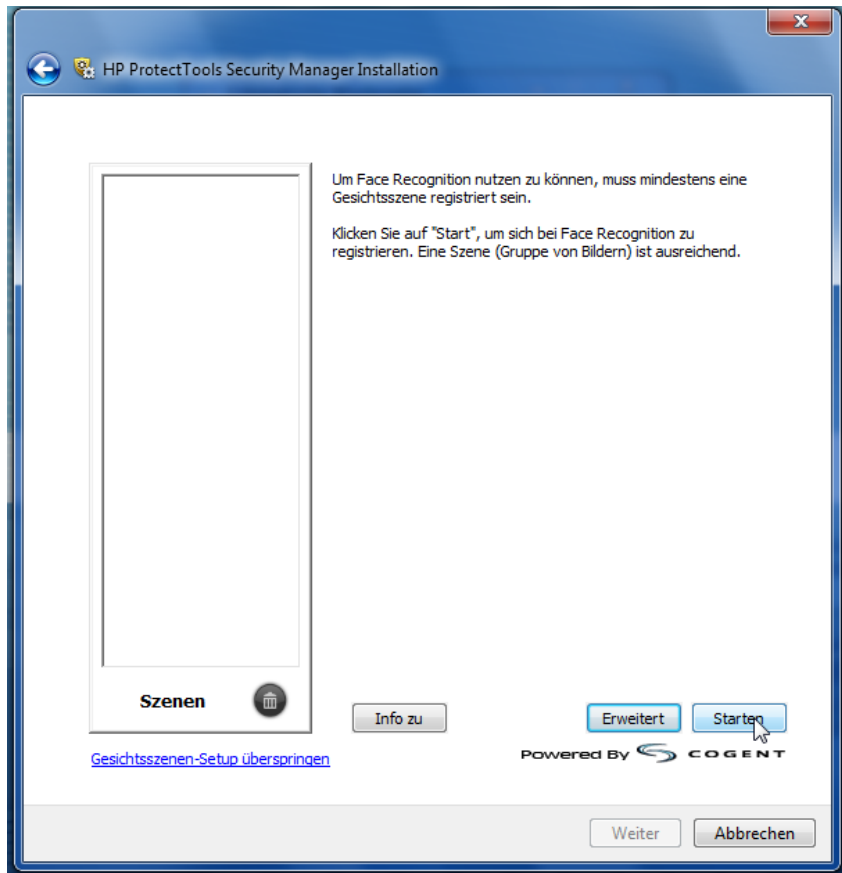 HP ProtectTools Security Manager Installation
Um Face Recognition nutzen zu können, muss mindestens eine
Gesichtsszene registriert sein.
Klicken Sie auf "Start", um sich bei Face Recognition zu
registrieren. Eine Szene (Gruppe von Bildern) ist ausreichend.
Szenen
Info zu
Erweitert
Starten
Gesichtsszenen-Setup überspringen
Powered By COGENT
Weiter
Abbrechen